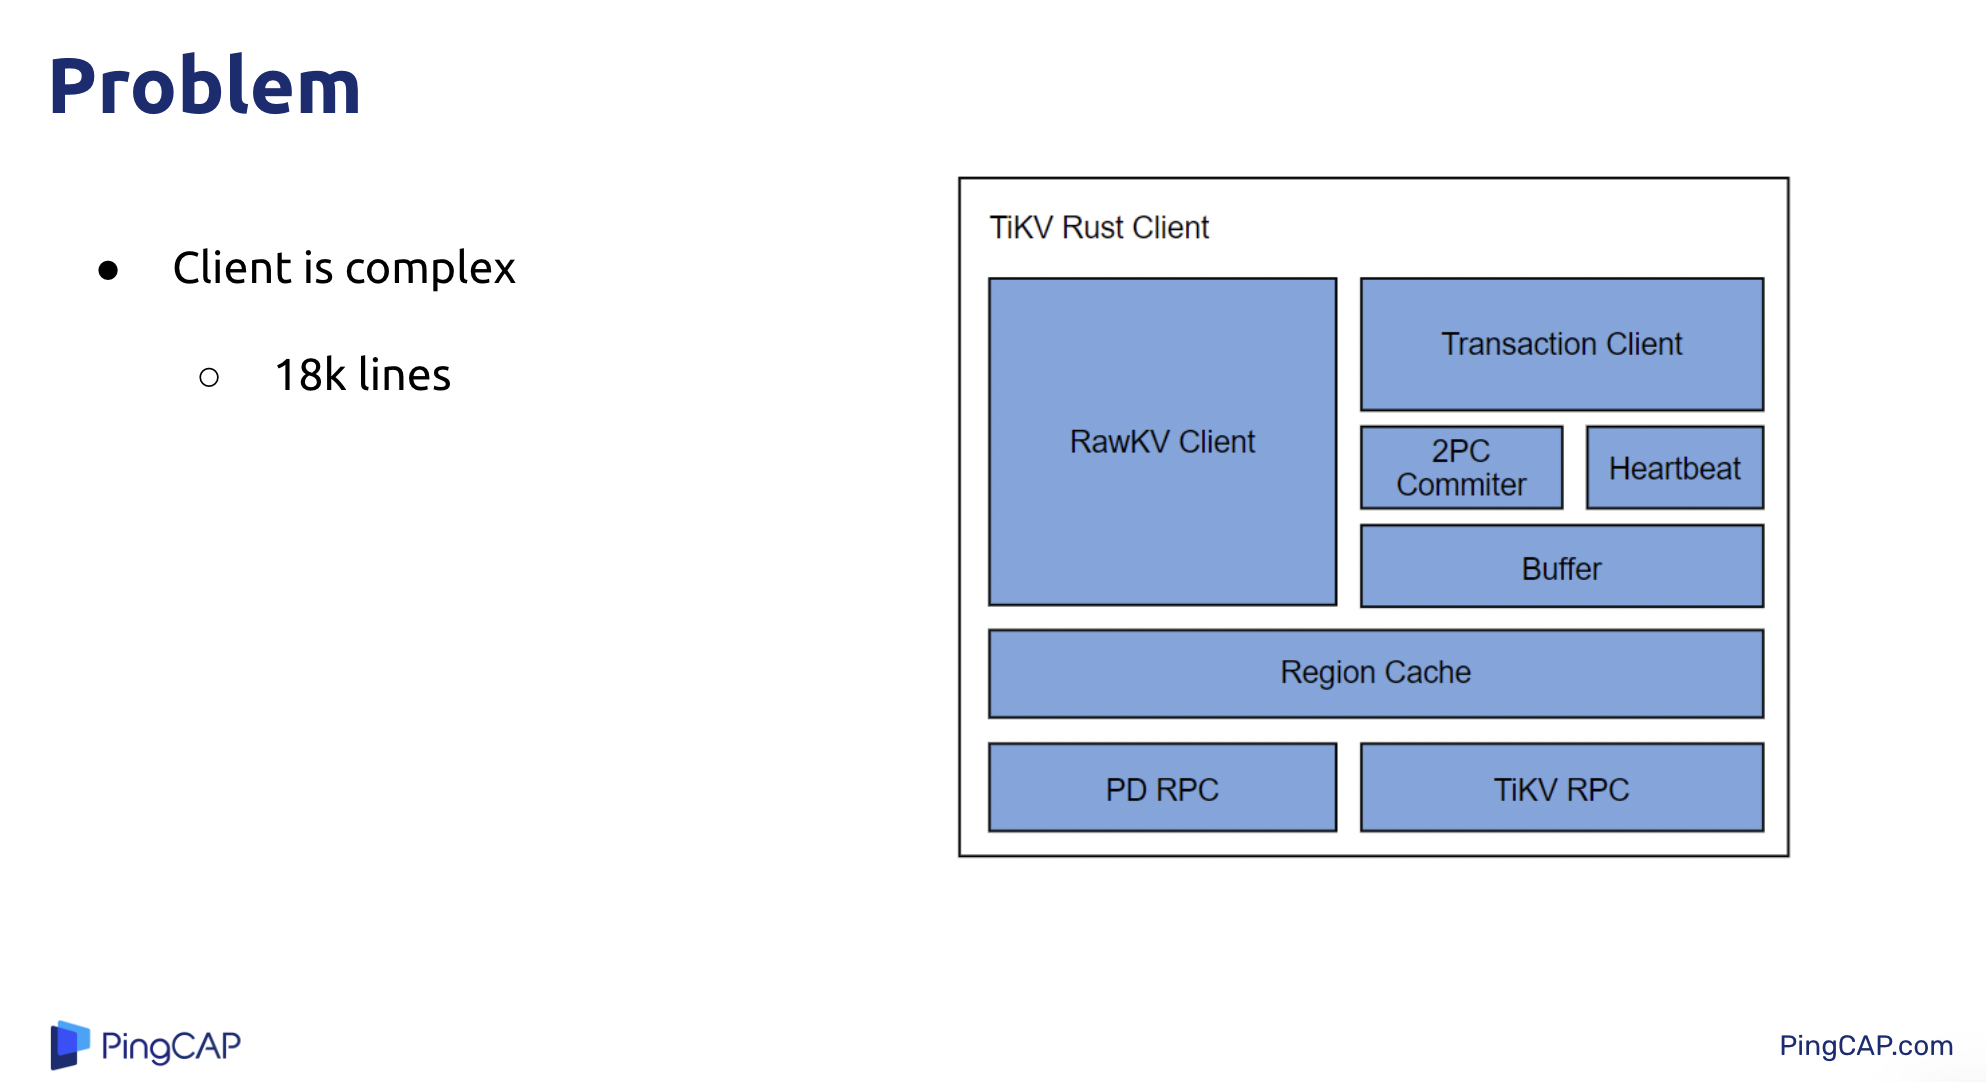 Problem
● Client is complex
○ 18k lines
TiKV Rust Client
RawKV Client
Transaction Client
2PC
Commiter
Heartbeat
Buffer
Region Cache
PD RPC
TiKV RPC
PingCAP
PingCAP.com